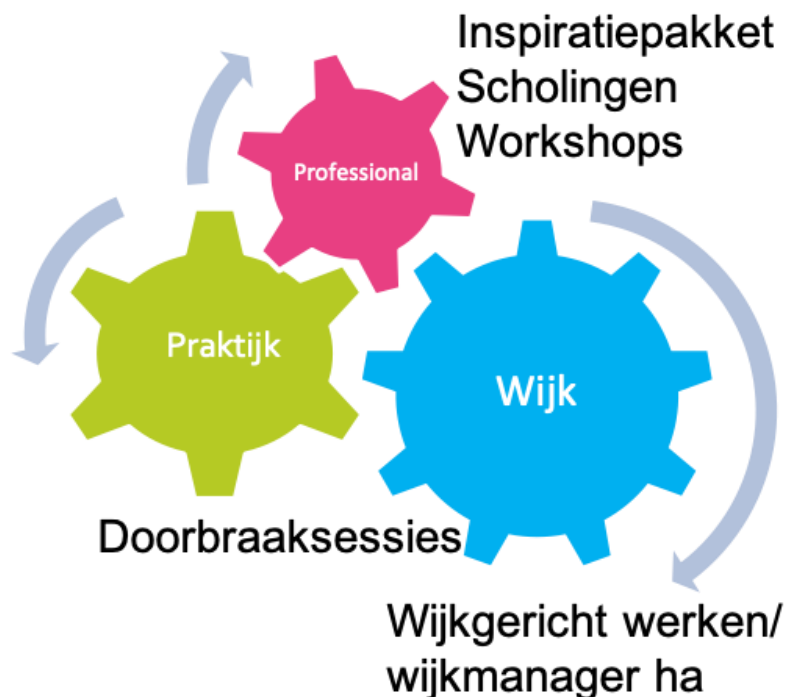 Inspiratiepakket
Scholingen
Workshops
Professional
Praktijk
Wijk
Doorbraaksessies
Wijkgericht werken/
wijkmanager ha